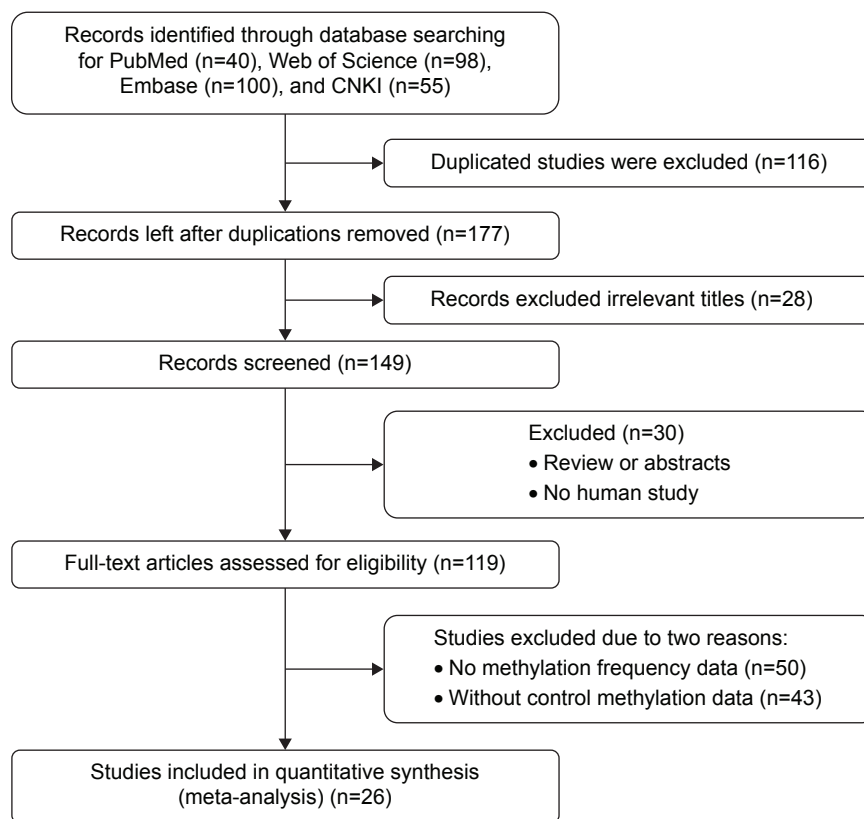 Records identified through database searching
for PubMed (n=40), Web of Science (n=98),
Embase (n=100), and CNKI (n=55)
Duplicated studies were excluded (n=116)
Records left after duplications removed (n=177)
Records excluded irrelevant titles (n=28)
Records screened (n=149)
Excluded (n=30)
• Review or abstracts
• No human study
Full-text articles assessed for eligibility (n=119)
Studies excluded due to two reasons:
• No methylation frequency data (n=50)
• Without control methylation data (n=43)
Studies included in quantitative synthesis
(meta-analysis) (n=26)